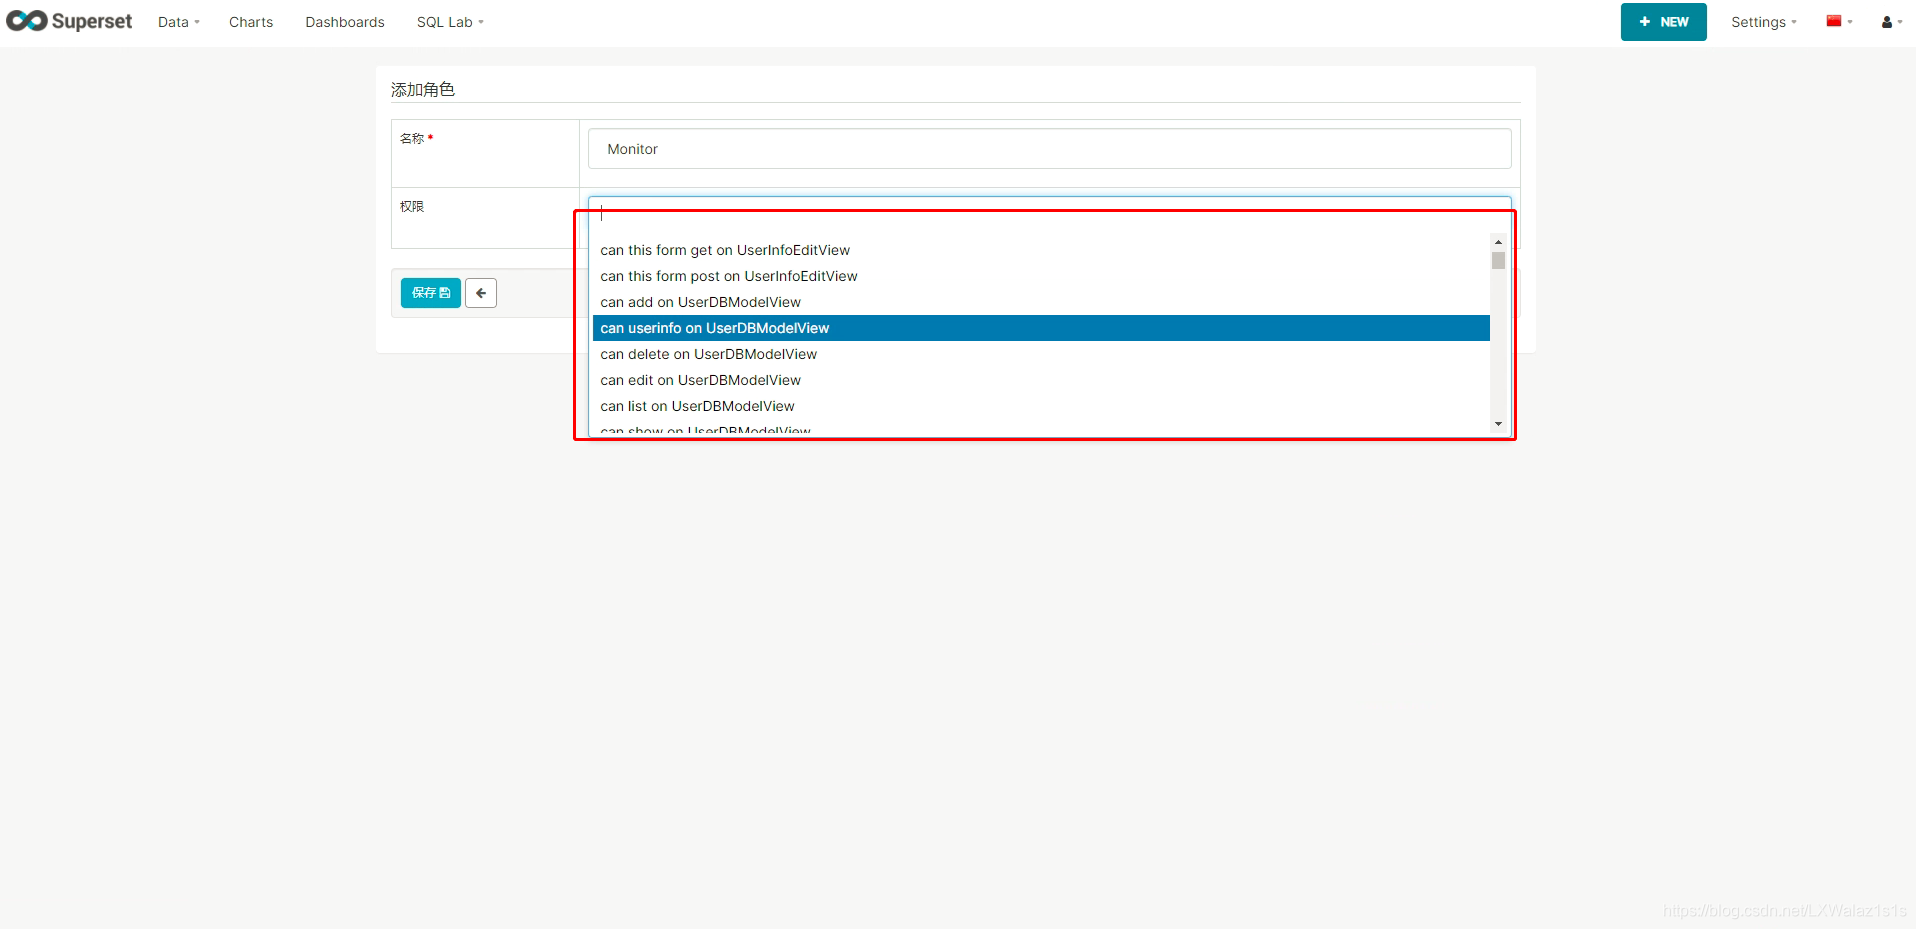 Superset Data Charts Dashboards SQL Lab + NEW Settings
添加角色
名称 *
Monitor
权限
can this form get on UserInfoEditView
can this form post on UserInfoEditView
can add on UserDBModelView
can userinfo on UserDBModelView
can delete on UserDBModelView
can edit on UserDBModelView
can list on UserDBModelView
can show on UserDBModelView
保存
https://blog.csdn.net/LXWalaz1s1s